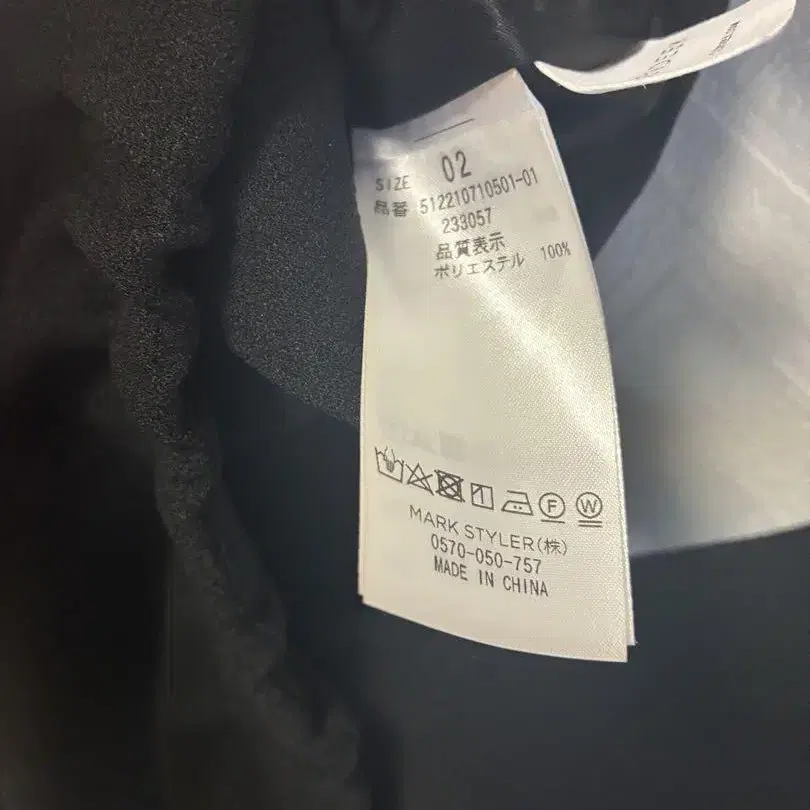 SIZE 02
品番 512210710501-01
233057
品質表示
ポリエステル 100%
F W
MARK STYLER(株)
0570-050-757
MADE IN CHINA